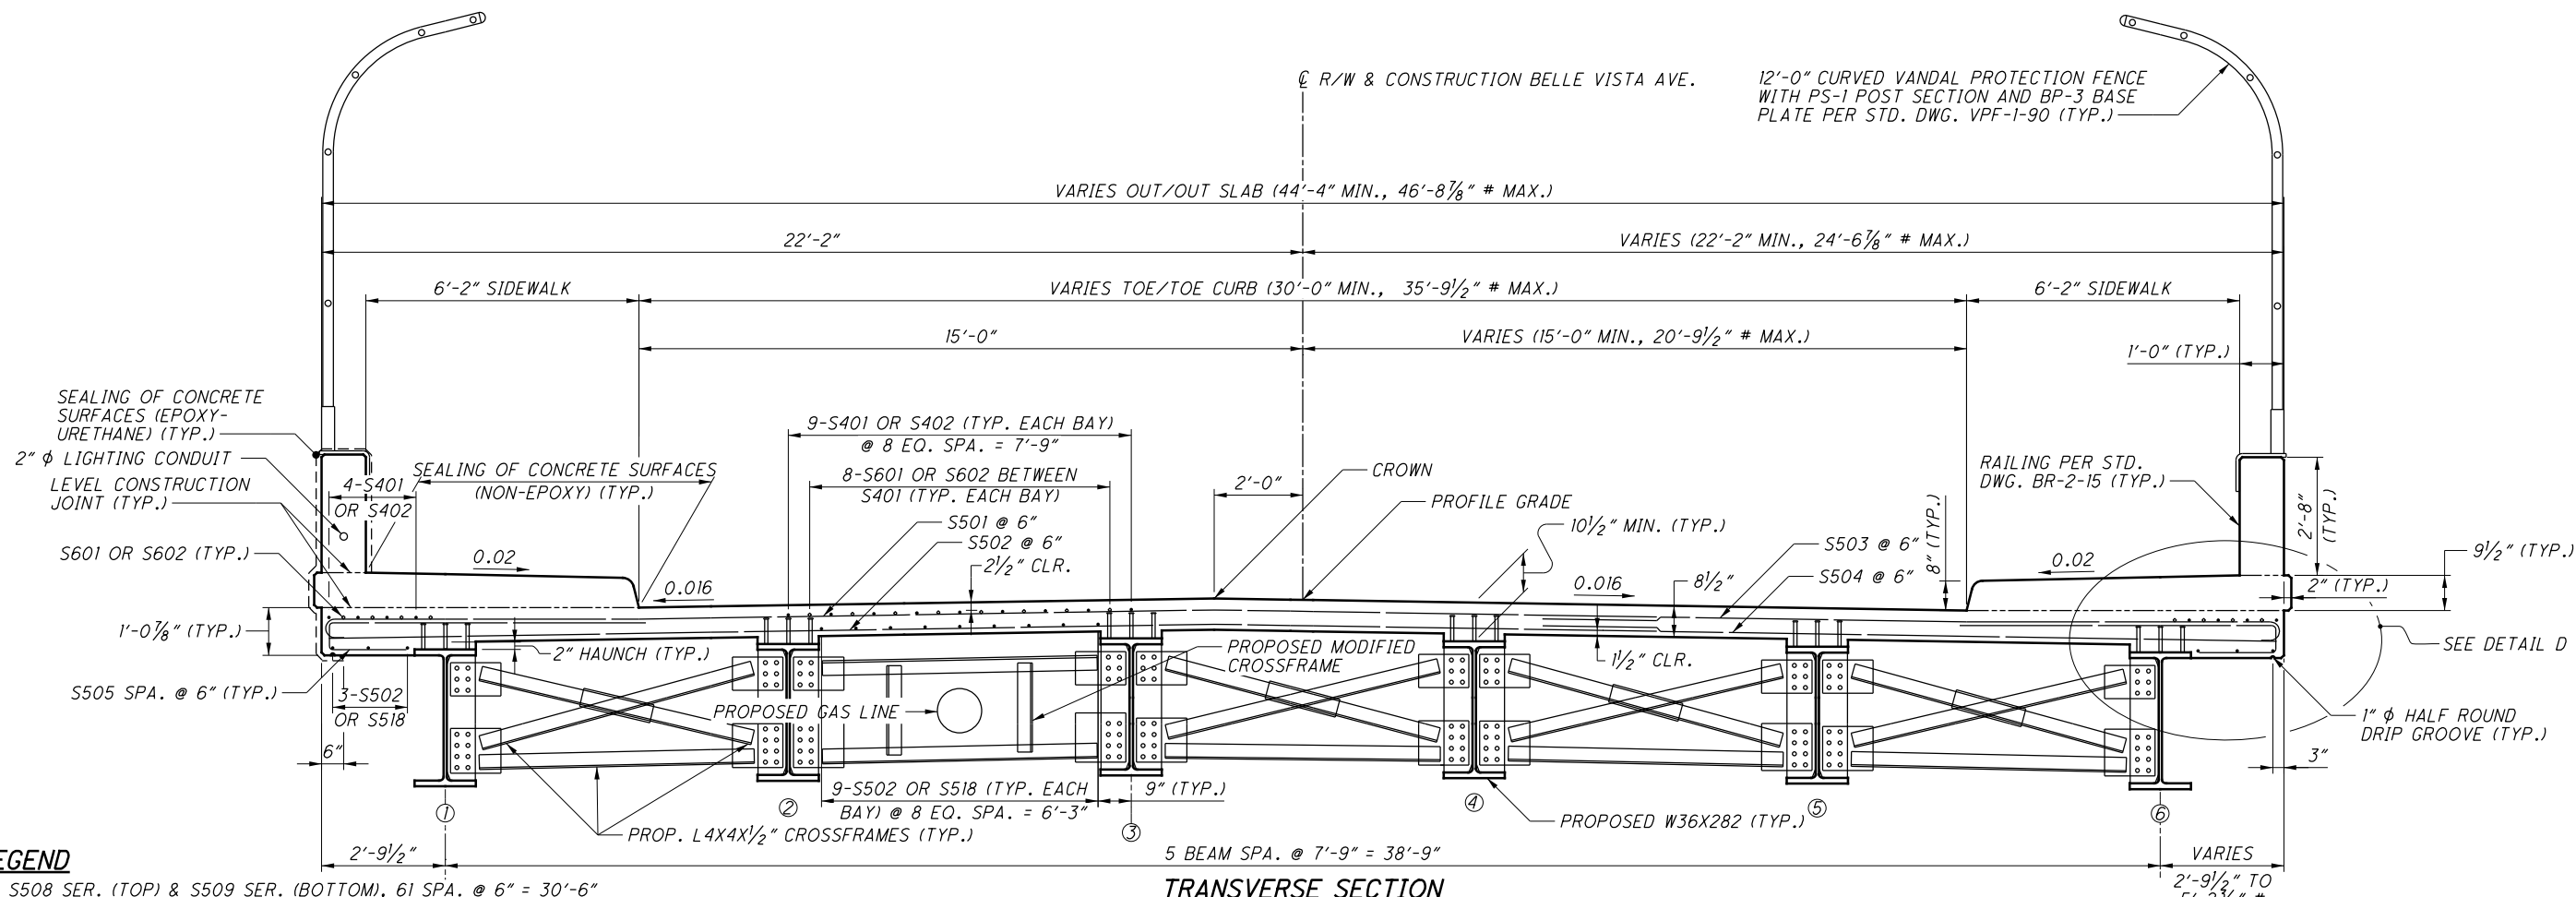 ℄ R/W & CONSTRUCTION BELLE VISTA AVE.
12'-0" CURVED VANDAL PROTECTION FENCE
WITH PS-1 POST SECTION AND BP-3 BASE
PLATE PER STD. DWG. VPF-1-90 (TYP.)
VARIES OUT/OUT SLAB (44'-4" MIN., 46'-8⅞" # MAX.)
22'-2"
VARIES (22'-2" MIN., 24'-6⅞" # MAX.)
6'-2" SIDEWALK
VARIES TOE/TOE CURB (30'-0" MIN., 35'-9½" # MAX.)
6'-2" SIDEWALK
15'-0"
VARIES (15'-0" MIN., 20'-9½" # MAX.)
1'-0" (TYP.)
SEALING OF CONCRETE
SURFACES (EPOXY-
URETHANE) (TYP.)
2" ϕ LIGHTING CONDUIT
LEVEL CONSTRUCTION
JOINT (TYP.)
4-S401
OR S402
SEALING OF CONCRETE SURFACES
(NON-EPOXY) (TYP.)
9-S401 OR S402 (TYP. EACH BAY)
@ 8 EQ. SPA. = 7'-9"
8-S601 OR S602 BETWEEN
S401 (TYP. EACH BAY)
S501 @ 6"
S502 @ 6"
2½" CLR.
2'-0"
CROWN
PROFILE GRADE
10½" MIN. (TYP.)
RAILING PER STD.
DWG. BR-2-15 (TYP.)
2'-8"
(TYP.)
8" (TYP.)
S601 OR S602 (TYP.)
0.02
0.016
0.016
8½"
S503 @ 6"
S504 @ 6"
0.02
9½" (TYP.)
2" (TYP.)
1'-0⅞" (TYP.)
2" HAUNCH (TYP.)
PROPOSED MODIFIED
CROSSFRAME
1½" CLR.
SEE DETAIL D
S505 SPA. @ 6" (TYP.)
3-S502
OR S518
6"
PROPOSED GAS LINE
1" ϕ HALF ROUND
DRIP GROOVE (TYP.)
3"
9-S502 OR S518 (TYP. EACH
BAY) @ 8 EQ. SPA. = 6'-3"
9" (TYP.)
1
2
3
4
5
6
PROP. L4X4X½" CROSSFRAMES (TYP.)
PROPOSED W36X282 (TYP.)
2'-9½"
5 BEAM SPA. @ 7'-9" = 38'-9"
VARIES
2'-9½" TO
EGEND
S508 SER. (TOP) & S509 SER. (BOTTOM), 61 SPA. @ 6" = 30'-6"
TRANSVERSE SECTION